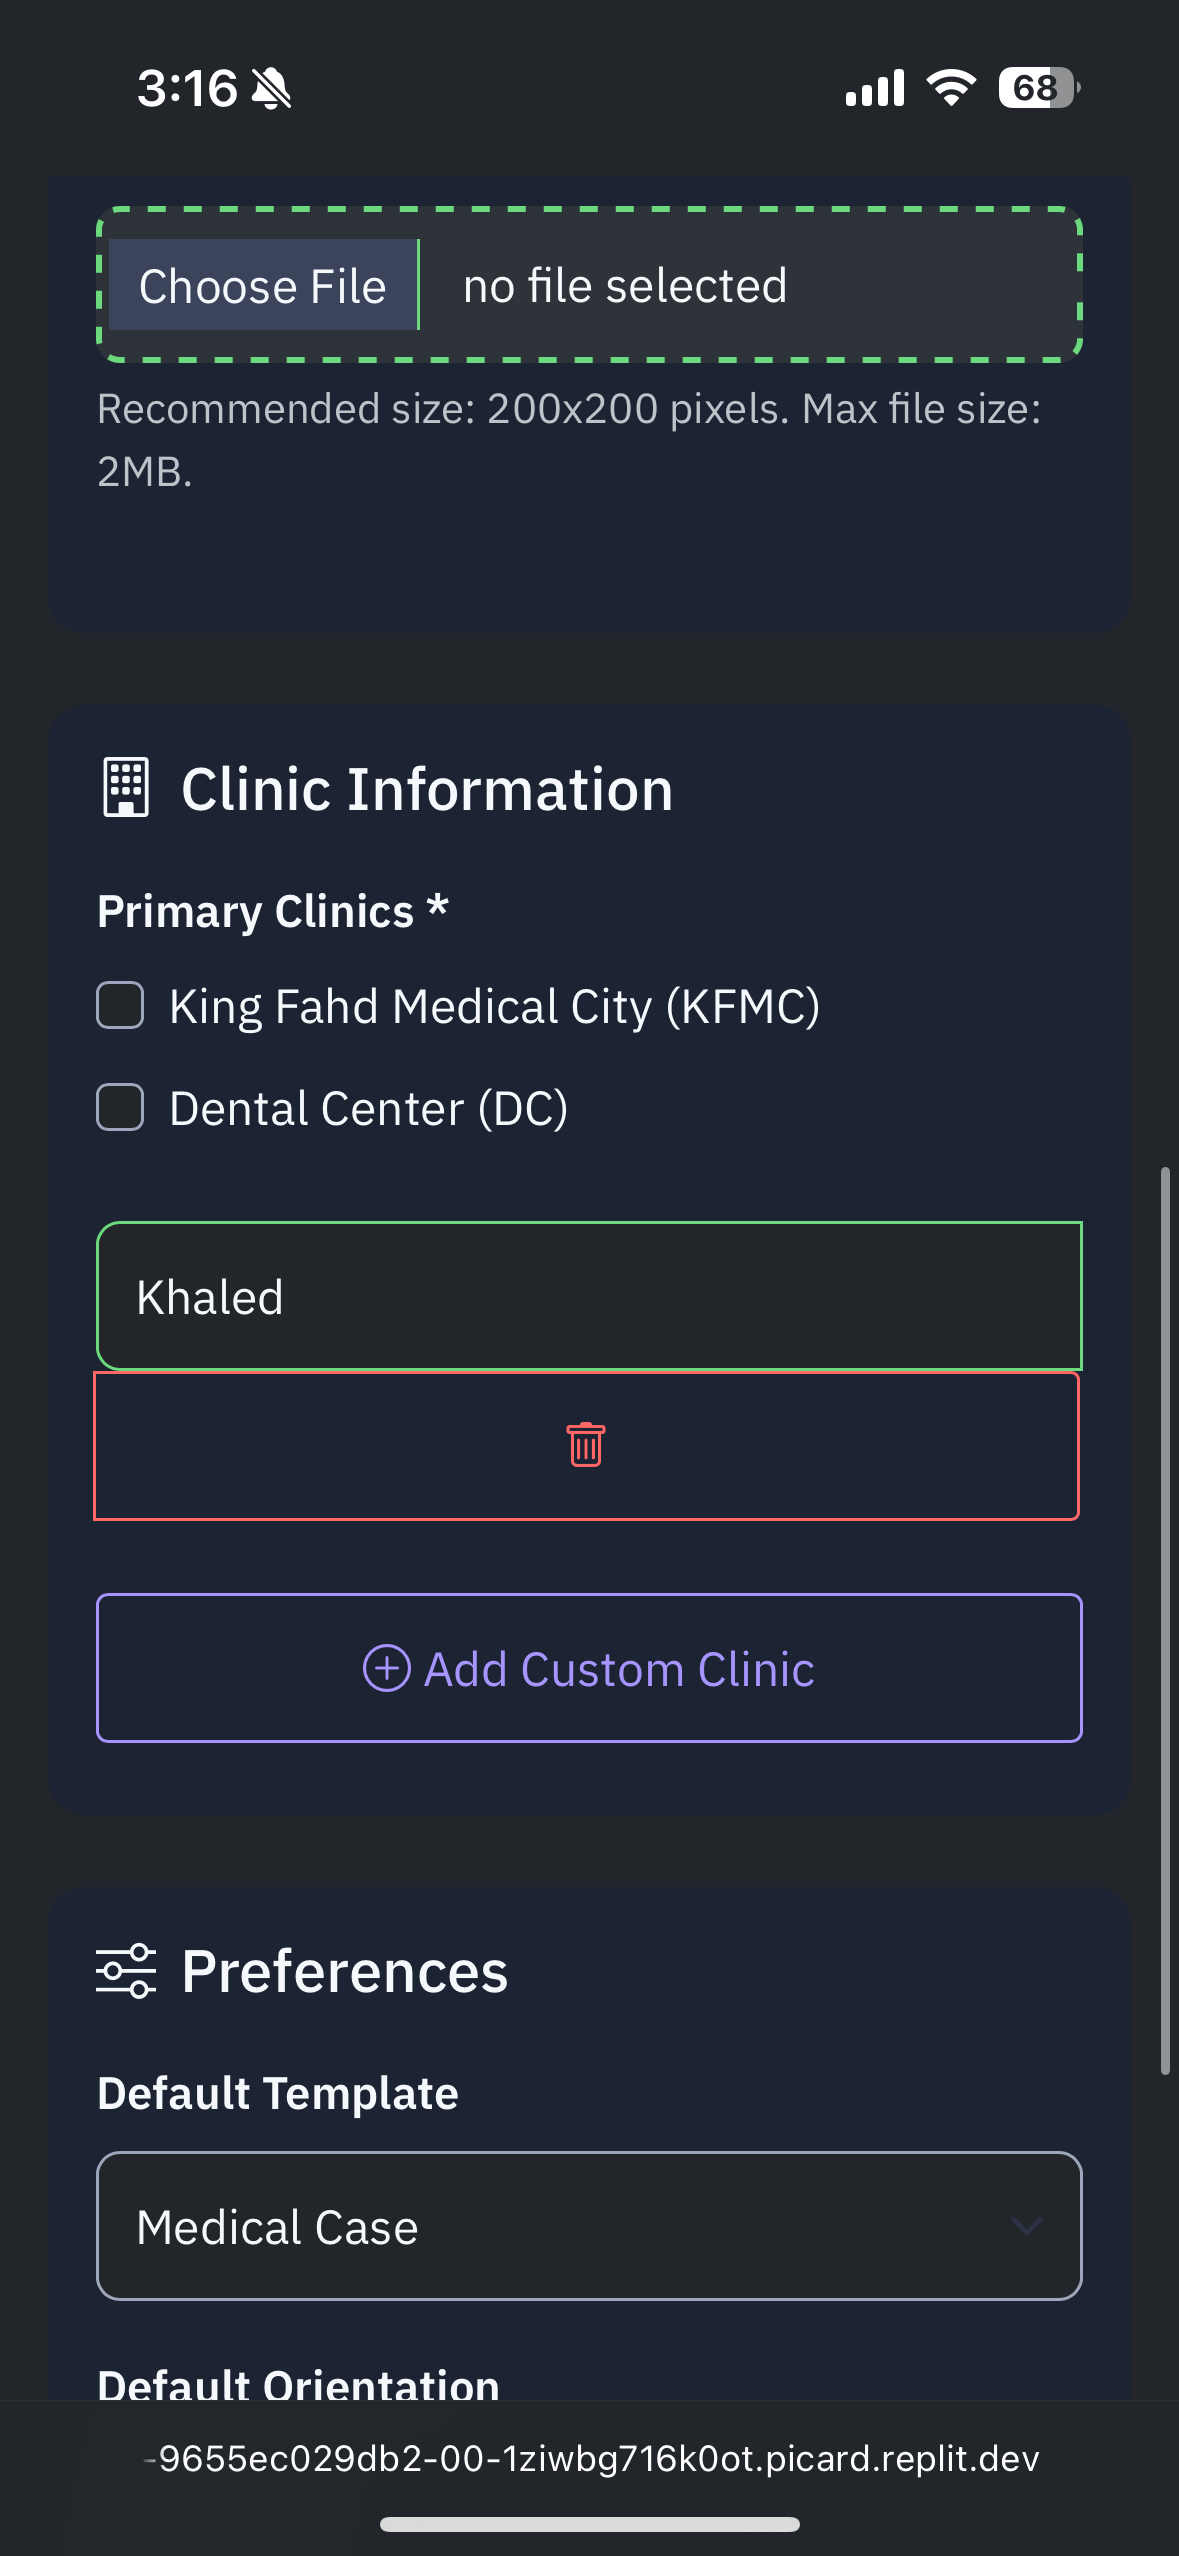 3:16
68
Choose File no file selected
Recommended size: 200x200 pixels. Max file size:
2MB.
Clinic Information
Primary Clinics *
King Fahd Medical City (KFMC)
Dental Center (DC)
Khaled
Add Custom Clinic
Preferences
Default Template
Medical Case
Default Orientation
-9655ec029db2-00-1ziwbg716k0ot.picard.replit.dev